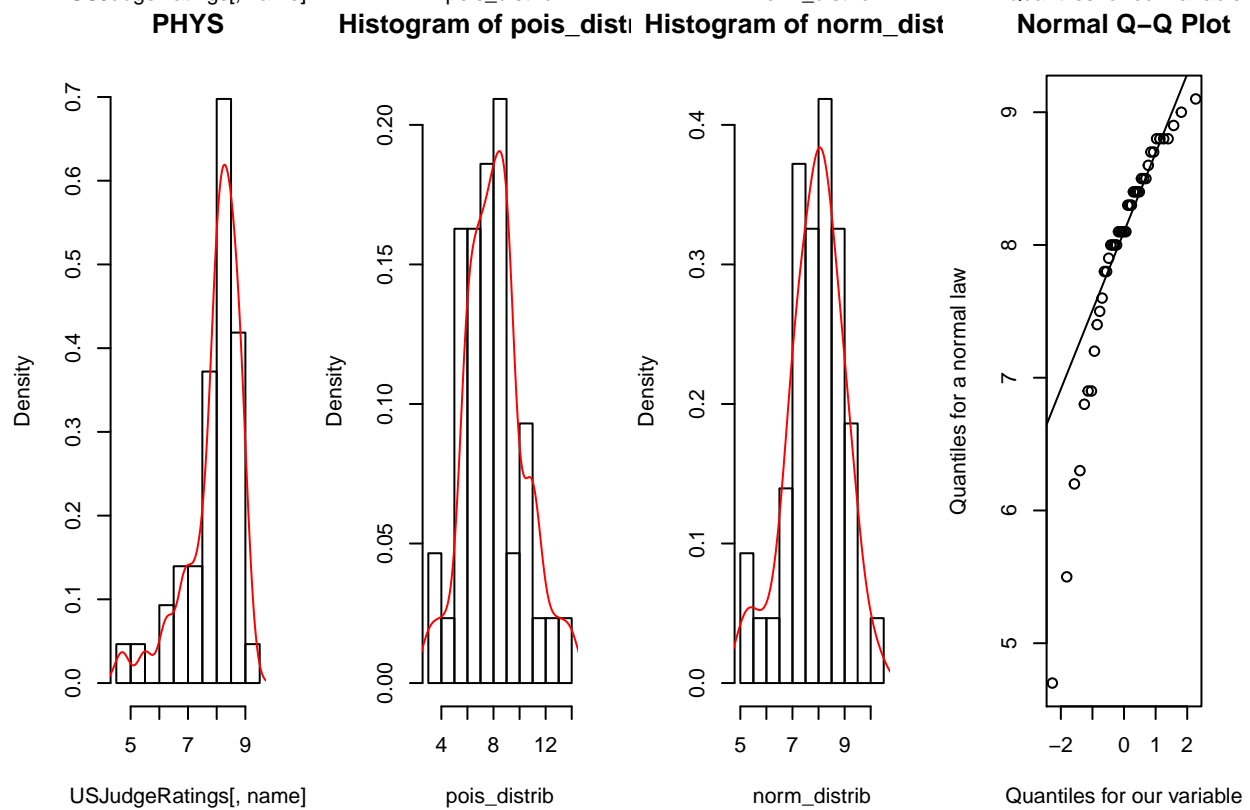 USJudgeRatings[, name] pois_distrib
PHYS Histogram of pois_distr Histogram of norm_dist Normal Q−Q Plot
Density
0.0 0.1 0.2 0.3 0.4 0.5 0.6 0.7
5 7 9
USJudgeRatings[, name]
Density
0.00 0.05 0.10 0.15 0.20
4 8 12
pois_distrib
Density
0.0 0.1 0.2 0.3 0.4
5 7 9
norm_distrib
Quantiles for a normal law
5 6 7 8 9
−2 0 1 2
Quantiles for our variable